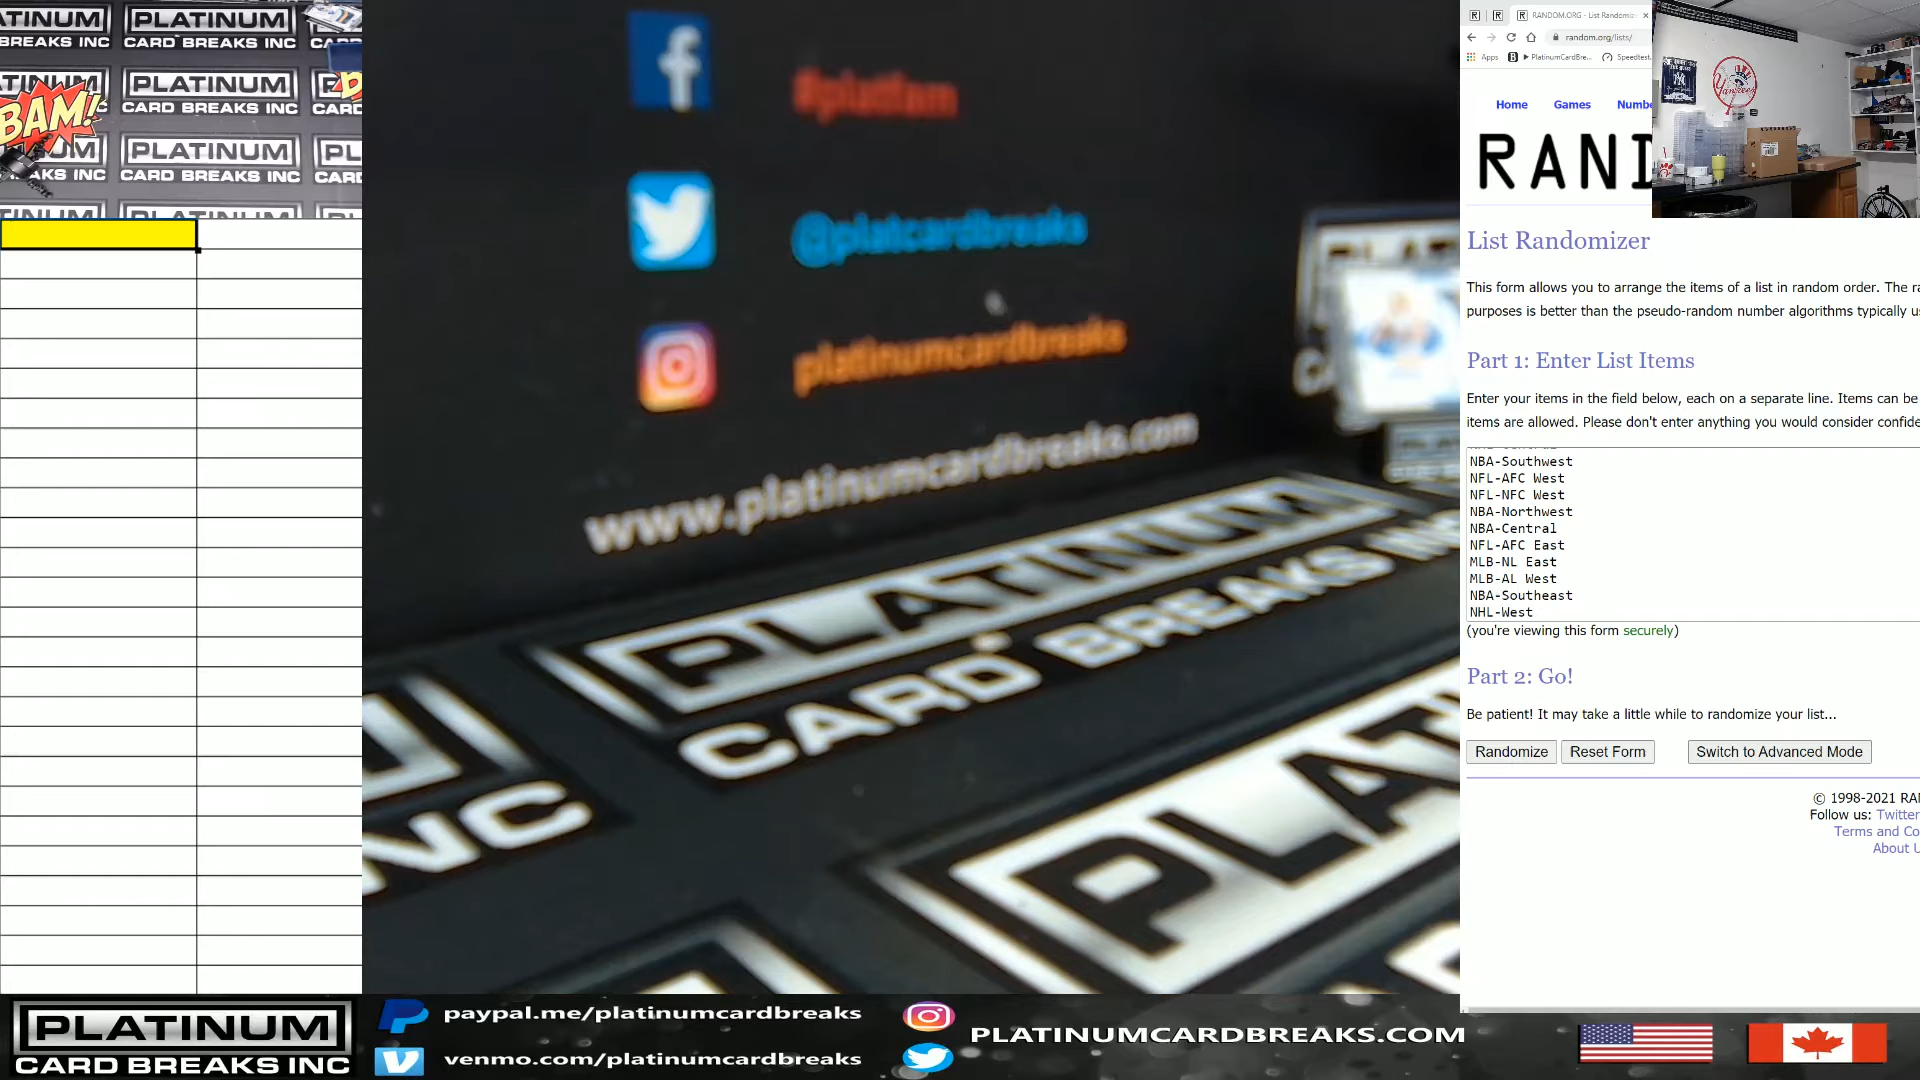 PLATINUM
CARD BREAKS INC
BAM!
#platfam
@platcardbreaks
platinumcardbreaks
www.platinumcardbreaks.com
PLATINUM
CARD BREAKS INC
RANDOM.ORG - List Randomiz
random.org/lists/
Apps
PlatinumCardBre...
Speedtest
Home
Games
Numbe
RAND
Yankees
List Randomizer
This form allows you to arrange the items of a list in random order. The ra
purposes is better than the pseudo-random number algorithms typically u
Part 1: Enter List Items
Enter your items in the field below, each on a separate line. Items can be
items are allowed. Please don't enter anything you would consider confide
NBA-Southwest
NFL-AFC West
NFL-NFC West
NBA-Northwest
NBA-Central
NFL-AFC East
MLB-NL East
MLB-AL West
NBA-Southeast
NHL-West
(you're viewing this form securely)
Part 2: Go!
Be patient! It may take a little while to randomize your list...
Randomize
Reset Form
Switch to Advanced Mode
© 1998-2021 RAN
Follow us: Twitter
Terms and Co
About U
PLATINUM
CARD BREAKS INC
paypal.me/platinumcardbreaks
venmo.com/platinumcardbreaks
PLATINUMCARDBREAKS.COM